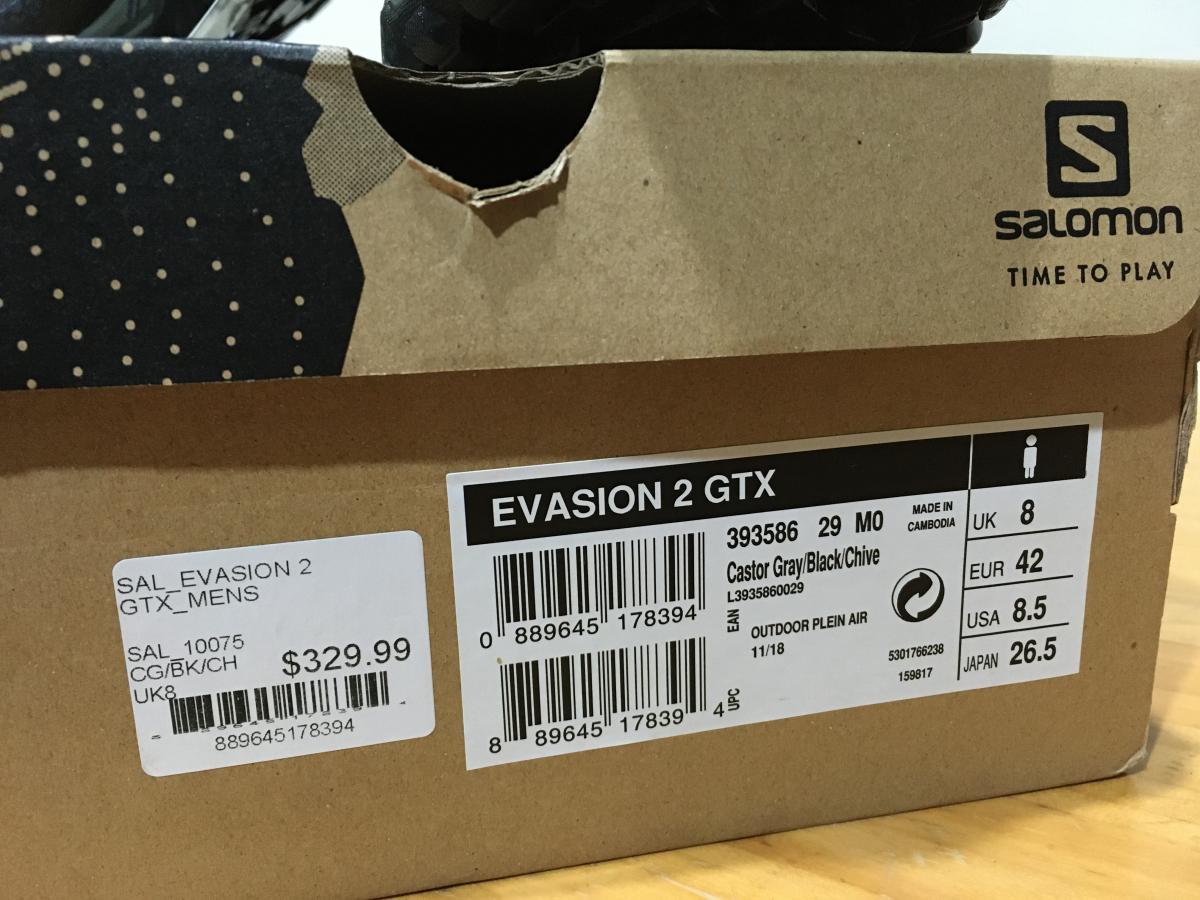 S
SALOMON
TIME TO PLAY
SAL_EVASION 2
GTX_MENS
SAL_10075
CG/BK/CH
$329.99
UK8
889645178394
EVASION 2 GTX
0 889645 178394
EAN
8 89645 17839 4
UPC
393586 29 M0
Castor Gray/Black/Chive
L3935860029
OUTDOOR PLEIN AIR
11/18
MADE IN
CAMBODIA
5301766238
159817
UK 8
EUR 42
USA 8.5
JAPAN 26.5